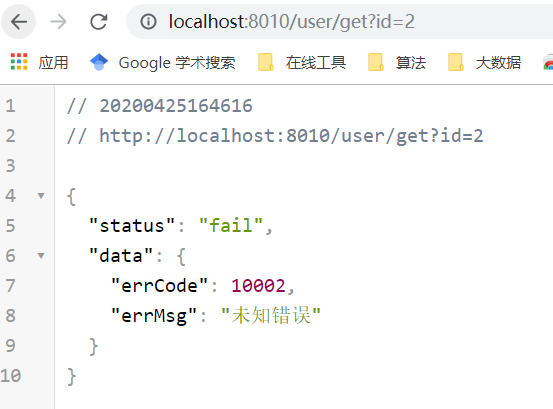 localhost:8010/user/get?id=2
应用 Google 学术搜索 在线工具 算法 大数据
1 // 20200425164616
2 // http://localhost:8010/user/get?id=2
3
4 {
5 "status": "fail",
6 "data": {
7 "errCode": 10002,
8 "errMsg": "未知错误"
9 }
10 }